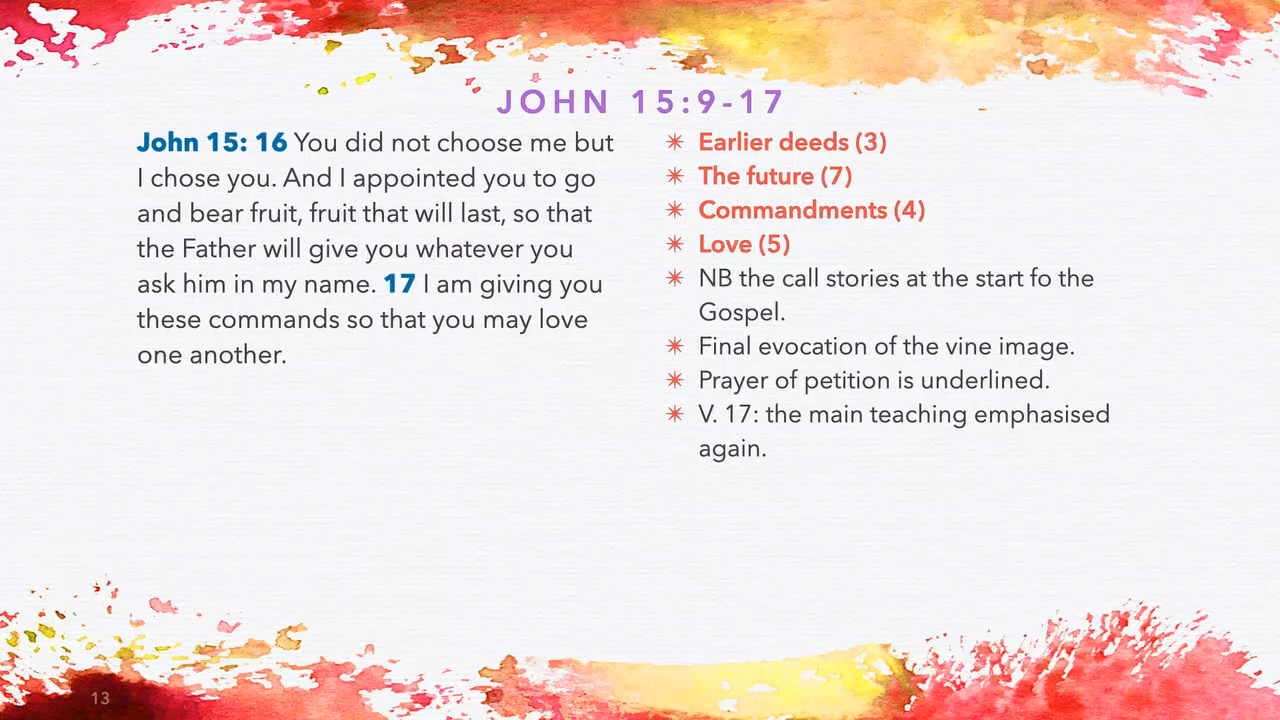 JOHN 15:9-17
John 15: 16 You did not choose me but
I chose you. And I appointed you to go
and bear fruit, fruit that will last, so that
the Father will give you whatever you
ask him in my name. 17 I am giving you
these commands so that you may love
one another.
✴ Earlier deeds (3)
✴ The future (7)
✴ Commandments (4)
✴ Love (5)
✴ NB the call stories at the start fo the
Gospel.
✴ Final evocation of the vine image.
✴ Prayer of petition is underlined.
✴ V. 17: the main teaching emphasised
again.
13